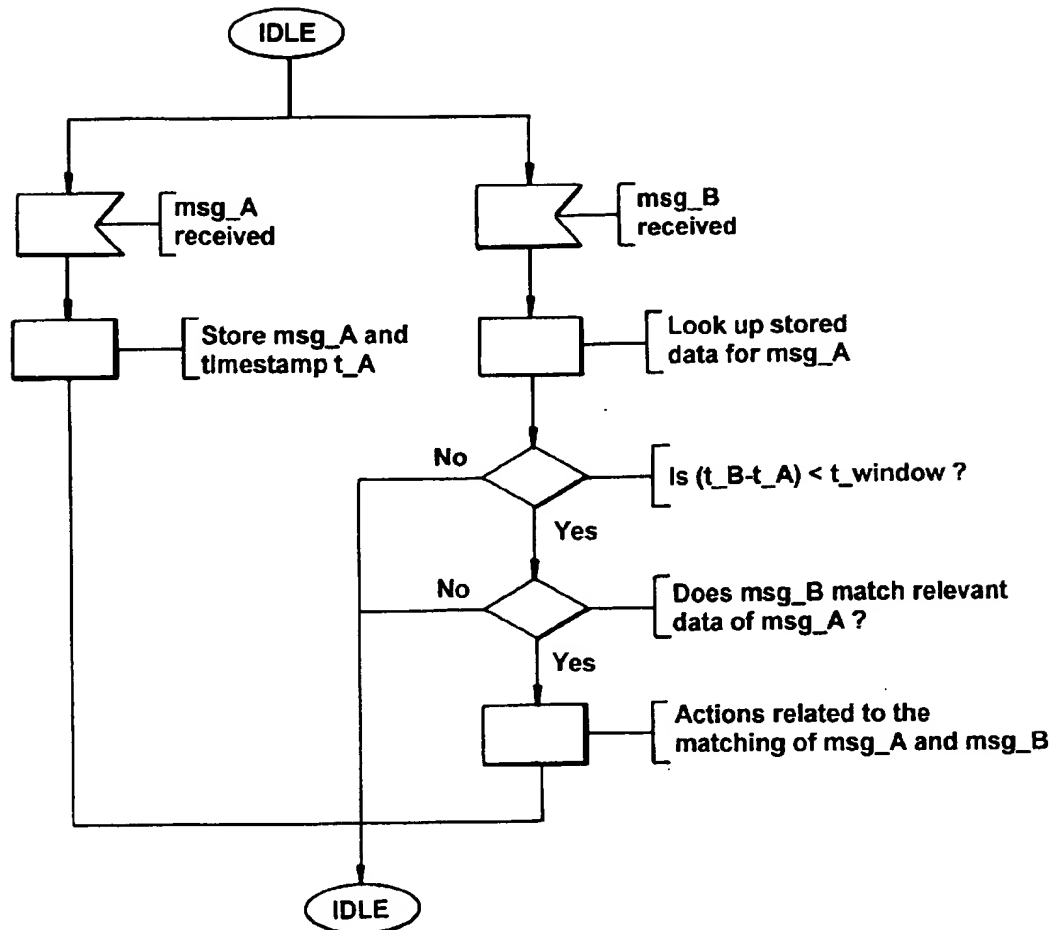 IDLE
msg_A
received
msg_B
received
Store msg_A and
timestamp t_A
Look up stored
data for msg_A
No
Is (t_B-t_A) < t_window ?
Yes
No
Does msg_B match relevant
data of msg_A ?
Yes
Actions related to the
matching of msg_A and msg_B
IDLE